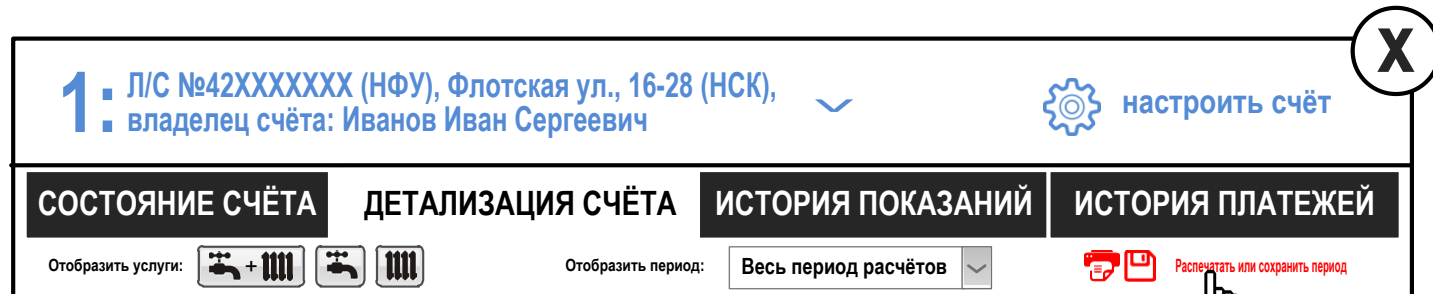 X
1: Л/С №42XXXXXXX (НФУ), Флотская ул., 16-28 (НСК),
владелец счёта: Иванов Иван Сергеевич
настроить счёт
СОСТОЯНИЕ СЧЁТА ДЕТАЛИЗАЦИЯ СЧЁТА ИСТОРИЯ ПОКАЗАНИЙ ИСТОРИЯ ПЛАТЕЖЕЙ
Отобразить услуги: + Отобразить период: Весь период расчётов Распечатать или сохранить период